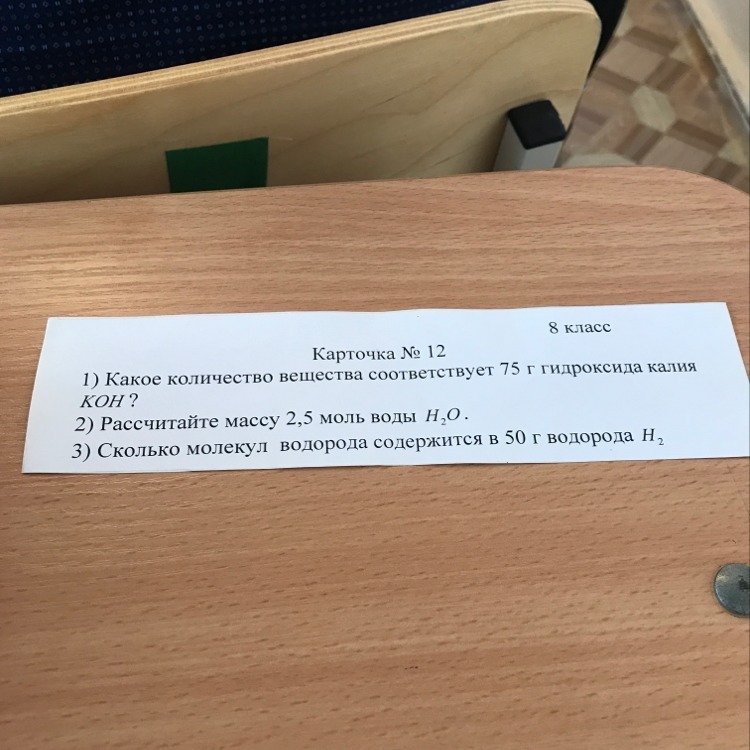 8 класс
Карточка № 12
1) Какое количество вещества соответствует 75 г гидроксида калия
KOH ?
2) Рассчитайте массу 2,5 моль воды H₂O.
3) Сколько молекул водорода содержится в 50 г водорода H₂